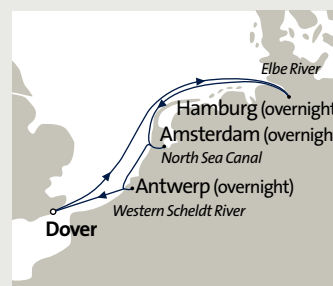 Elbe River
Hamburg (overnight
Amsterdam (overnigh
North Sea Canal
Antwerp (overnight)
Western Scheldt River
Dover